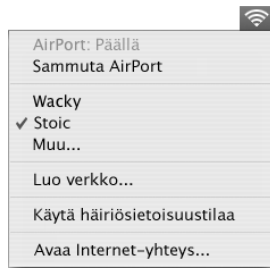 AirPort: Päällä
Sammuta AirPort
Wacky
✓ Stoic
Muu...
Luo verkko...
Käytä häiriösietoisuustilaa
Avaa Internet-yhteys...